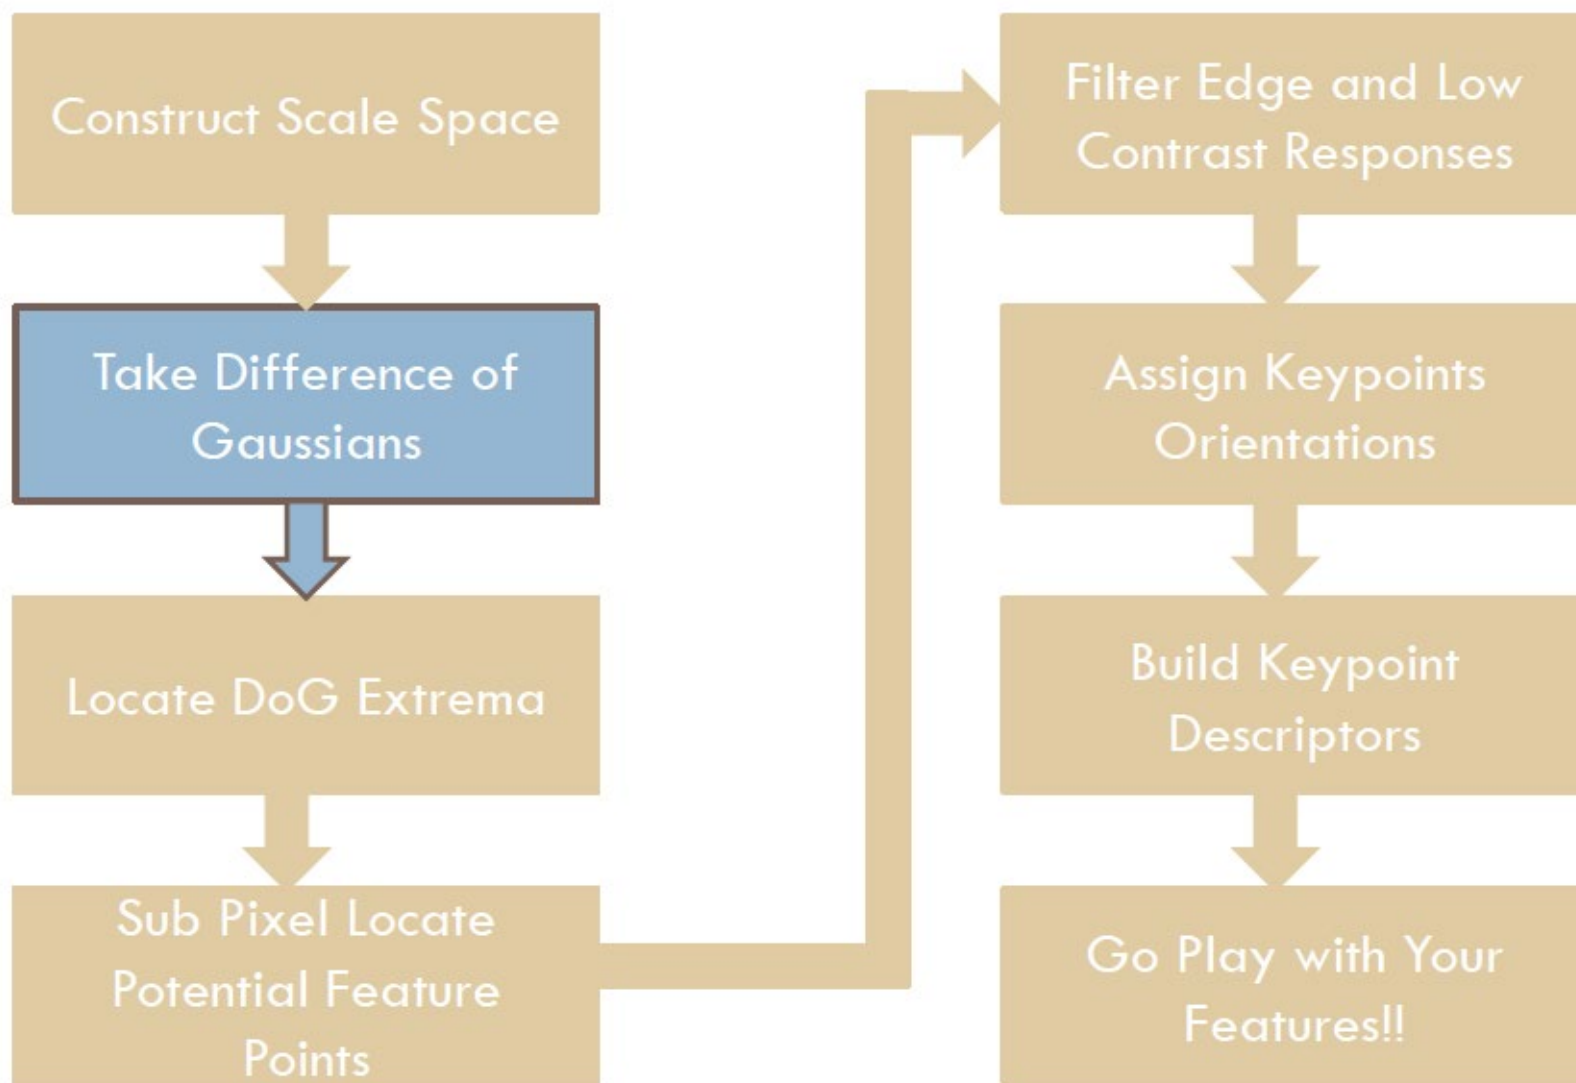 Construct Scale Space
Take Difference of
Gaussians
Locate DoG Extrema
Sub Pixel Locate
Potential Feature
Points
Filter Edge and Low
Contrast Responses
Assign Keypoints
Orientations
Build Keypoint
Descriptors
Go Play with Your
Features!!